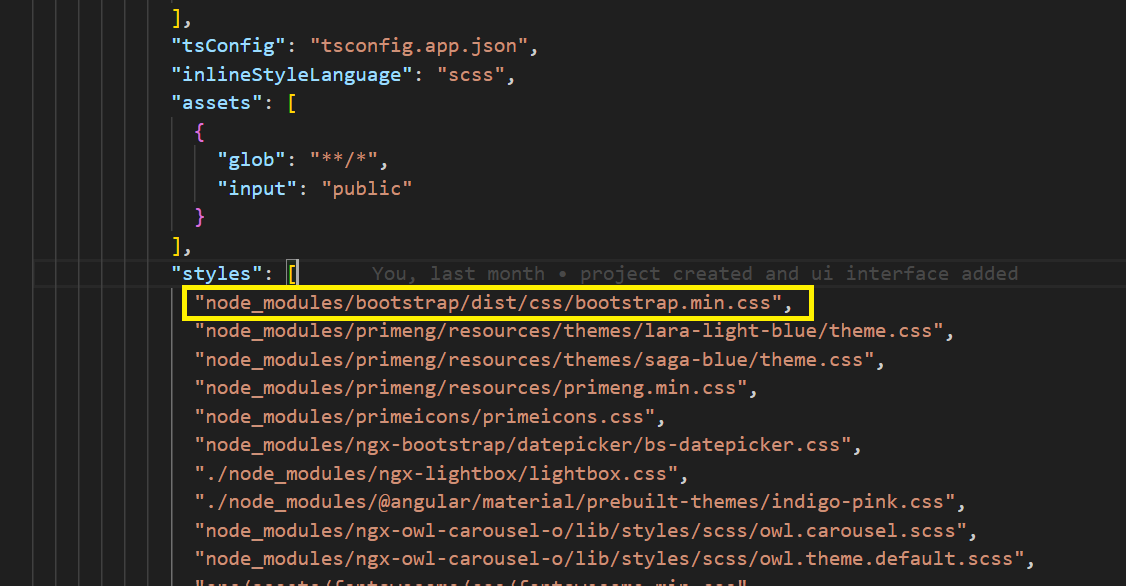 ],
"tsConfig": "tsconfig.app.json",
"inlineStyleLanguage": "scss",
"assets": [
{
"glob": "**/*",
"input": "public"
}
],
"styles": [ You, last month • project created and ui interface added
"node_modules/bootstrap/dist/css/bootstrap.min.css",
"node_modules/primeng/resources/themes/lara-light-blue/theme.css",
"node_modules/primeng/resources/themes/saga-blue/theme.css",
"node_modules/primeng/resources/primeng.min.css",
"node_modules/primeicons/primeicons.css",
"node_modules/ngx-bootstrap/datepicker/bs-datepicker.css",
"./node_modules/ngx-lightbox/lightbox.css",
"./node_modules/@angular/material/prebuilt-themes/indigo-pink.css",
"node_modules/ngx-owl-carousel-o/lib/styles/scss/owl.carousel.scss",
"node_modules/ngx-owl-carousel-o/lib/styles/scss/owl.theme.default.scss",